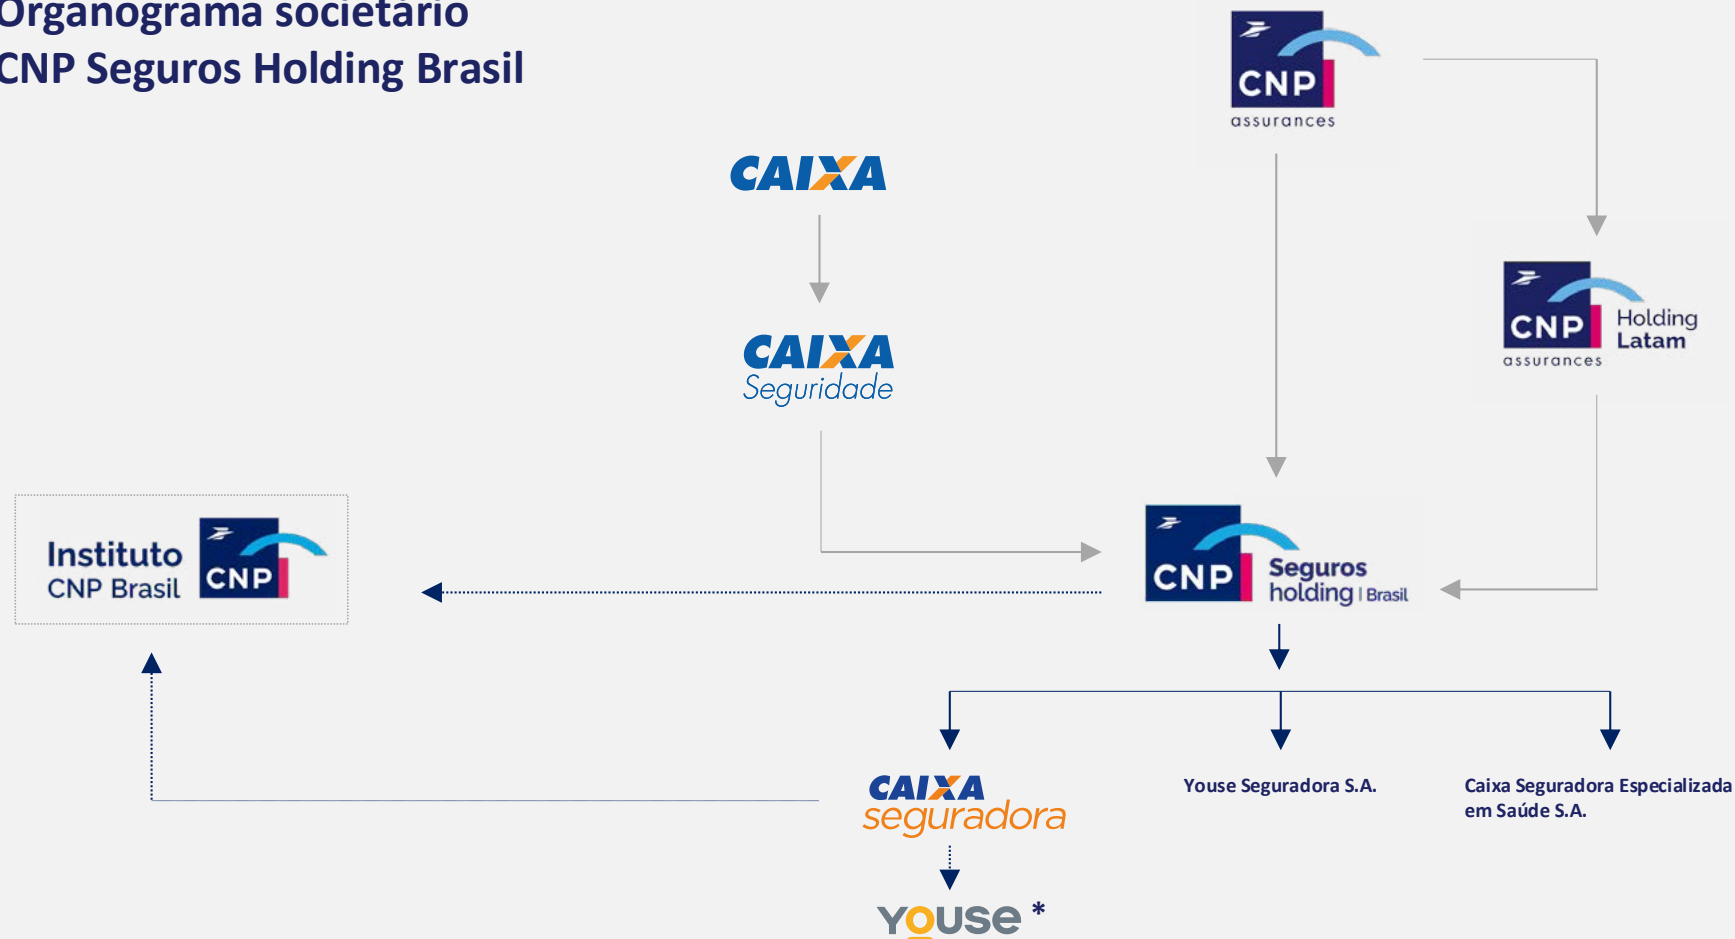 Organograma societário
CNP Seguros Holding Brasil
CNP
assurances
CAIXA
CNP
assurances
Holding
Latam
CAIXA
Seguridade
Instituto
CNP Brasil
CNP
CNP
Seguros
holding | Brasil
CAIXA
seguradora
Youse Seguradora S.A.
Caixa Seguradora Especializada
em Saúde S.A.
YOUSE *